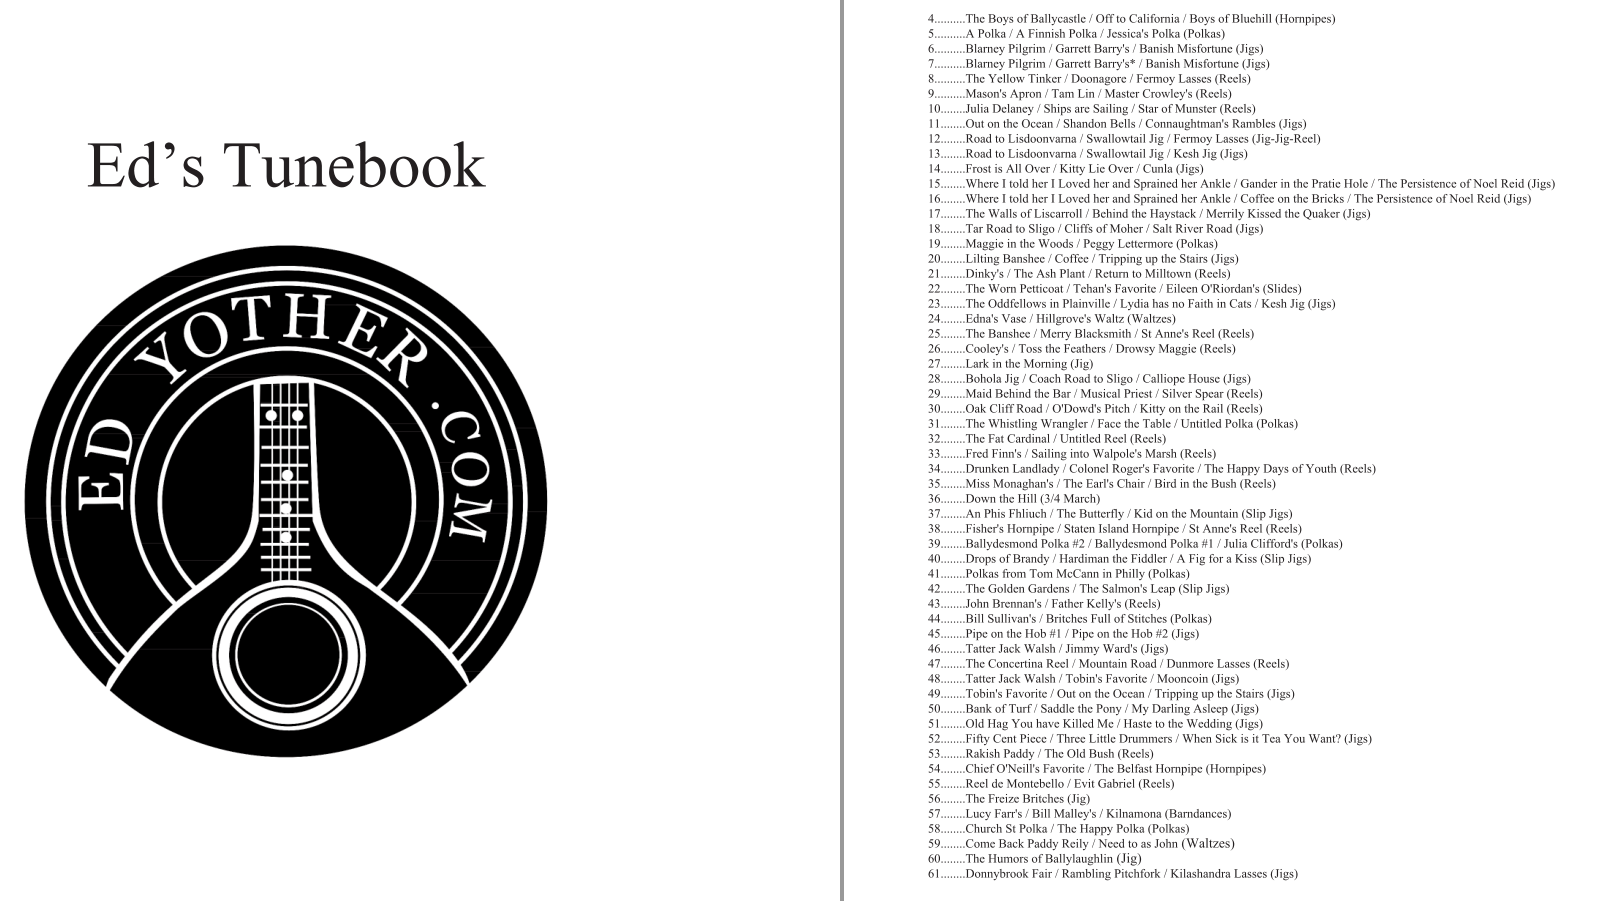 Ed’s Tunebook
ED YOTHER.COM
4..........The Boys of Ballycastle / Off to California / Boys of Bluehill (Hornpipes)
5..........A Polka / A Finnish Polka / Jessica's Polka (Polkas)
6..........Blarney Pilgrim / Garrett Barry's / Banish Misfortune (Jigs)
7..........Blarney Pilgrim / Garrett Barry's* / Banish Misfortune (Jigs)
8..........The Yellow Tinker / Doonagore / Fermoy Lasses (Reels)
9..........Mason's Apron / Tam Lin / Master Crowley's (Reels)
10........Julia Delaney / Ships are Sailing / Star of Munster (Reels)
11........Out on the Ocean / Shandon Bells / Connaughtman's Rambles (Jigs)
12........Road to Lisdoonvarna / Swallowtail Jig / Fermoy Lasses (Jig-Jig-Reel)
13........Road to Lisdoonvarna / Swallowtail Jig / Kesh Jig (Jigs)
14........Frost is All Over / Kitty Lie Over / Cunla (Jigs)
15........Where I told her I Loved her and Sprained her Ankle / Gander in the Pratie Hole / The Persistence of Noel Reid (Jigs)
16........Where I told her I Loved her and Sprained her Ankle / Coffee on the Bricks / The Persistence of Noel Reid (Jigs)
17........The Walls of Liscarroll / Behind the Haystack / Merrily Kissed the Quaker (Jigs)
18........Tar Road to Sligo / Cliffs of Moher / Salt River Road (Jigs)
19........Maggie in the Woods / Peggy Lettermore (Polkas)
20........Lilting Banshee / Coffee / Tripping up the Stairs (Jigs)
21........Dinky's / The Ash Plant / Return to Milltown (Reels)
22........The Worn Petticoat / Tehan's Favorite / Eileen O'Riordan's (Slides)
23........The Oddfellows in Plainville / Lydia has no Faith in Cats / Kesh Jig (Jigs)
24........Edna's Vase / Hillgrove's Waltz (Waltzes)
25........The Banshee / Merry Blacksmith / St Anne's Reel (Reels)
26........Cooley's / Toss the Feathers / Drowsy Maggie (Reels)
27........Lark in the Morning (Jig)
28........Bohola Jig / Coach Road to Sligo / Calliope House (Jigs)
29........Maid Behind the Bar / Musical Priest / Silver Spear (Reels)
30........Oak Cliff Road / O'Dowd's Pitch / Kitty on the Rail (Reels)
31........The Whistling Wrangler / Face the Table / Untitled Polka (Polkas)
32........The Fat Cardinal / Untitled Reel (Reels)
33........Fred Finn's / Sailing into Walpole's Marsh (Reels)
34........Drunken Landlady / Colonel Roger's Favorite / The Happy Days of Youth (Reels)
35........Miss Monaghan's / The Earl's Chair / Bird in the Bush (Reels)
36........Down the Hill (3/4 March)
37........An Phis Fhliuch / The Butterfly / Kid on the Mountain (Slip Jigs)
38........Fisher's Hornpipe / Staten Island Hornpipe / St Anne's Reel (Reels)
39........Ballydesmond Polka #2 / Ballydesmond Polka #1 / Julia Clifford's (Polkas)
40........Drops of Brandy / Hardiman the Fiddler / A Fig for a Kiss (Slip Jigs)
41........Polkas from Tom McCann in Philly (Polkas)
42........The Golden Gardens / The Salmon's Leap (Slip Jigs)
43........John Brennan's / Father Kelly's (Reels)
44........Bill Sullivan's / Britches Full of Stitches (Polkas)
45........Pipe on the Hob #1 / Pipe on the Hob #2 (Jigs)
46........Tatter Jack Walsh / Jimmy Ward's (Jigs)
47........The Concertina Reel / Mountain Road / Dunmore Lasses (Reels)
48........Tatter Jack Walsh / Tobin's Favorite / Mooncoin (Jigs)
49........Tobin's Favorite / Out on the Ocean / Tripping up the Stairs (Jigs)
50........Bank of Turf / Saddle the Pony / My Darling Asleep (Jigs)
51........Old Hag You have Killed Me / Haste to the Wedding (Jigs)
52........Fifty Cent Piece / Three Little Drummers / When Sick is it Tea You Want? (Jigs)
53........Rakish Paddy / The Old Bush (Reels)
54........Chief O'Neill's Favorite / The Belfast Hornpipe (Hornpipes)
55........Reel de Montebello / Evit Gabriel (Reels)
56........The Freize Britches (Jig)
57........Lucy Farr's / Bill Malley's / Kilnamona (Barndances)
58........Church St Polka / The Happy Polka (Polkas)
59........Come Back Paddy Reily / Need to as John (Waltzes)
60........The Humors of Ballylaughlin (Jig)
61........Donnybrook Fair / Rambling Pitchfork / Kilashandra Lasses (Jigs)